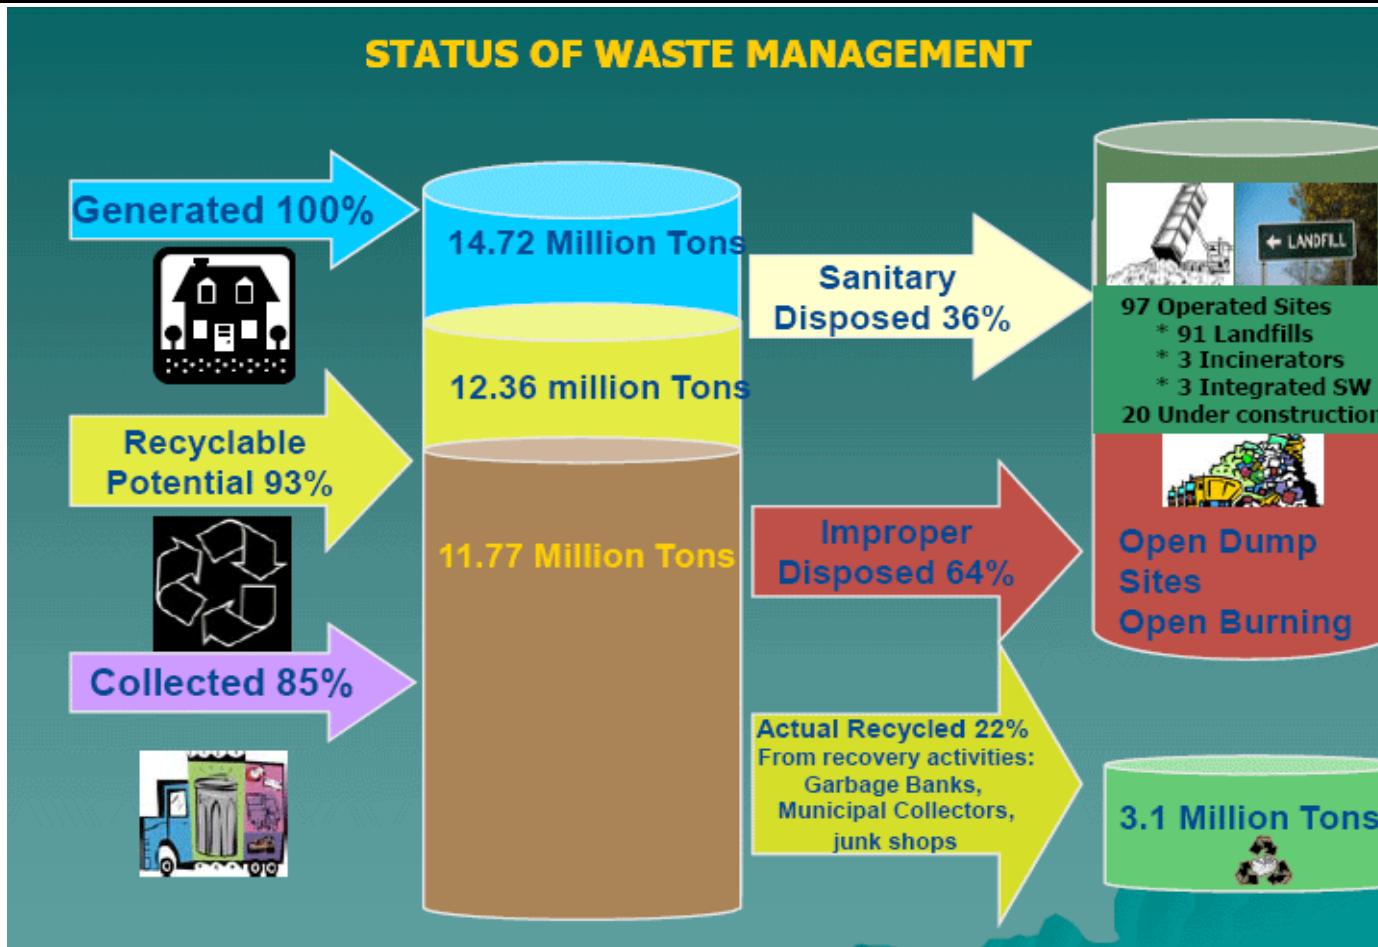 STATUS OF WASTE MANAGEMENT
Generated 100%
14.72 Million Tons
Recyclable
Potential 93%
12.36 million Tons
Collected 85%
11.77 Million Tons
Sanitary
Disposed 36%
← LANDFILL
97 Operated Sites
* 91 Landfills
* 3 Incinerators
* 3 Integrated SW
20 Under construction
Improper
Disposed 64%
Open Dump
Sites
Open Burning
Actual Recycled 22%
From recovery activities:
Garbage Banks,
Municipal Collectors,
junk shops
3.1 Million Tons